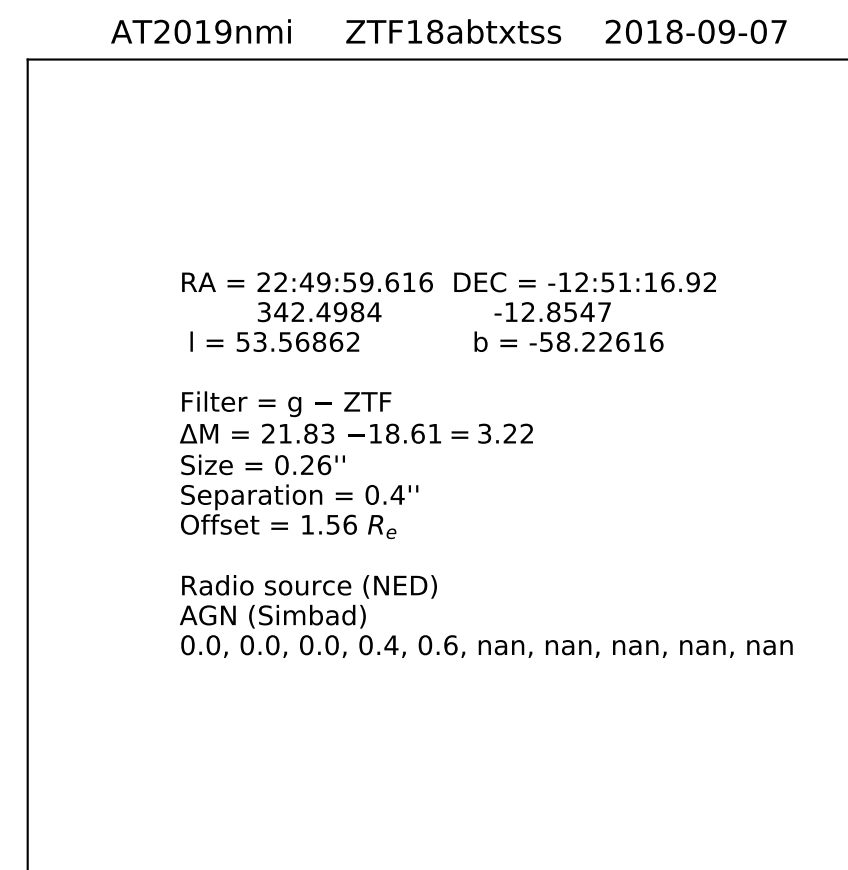 AT2019nmi ZTF18abtxtss 2018-09-07
RA = 22:49:59.616 DEC = -12:51:16.92
342.4984 -12.8547
l = 53.56862 b = -58.22616
Filter = g − ZTF
ΔM = 21.83 −18.61 = 3.22
Size = 0.26''
Separation = 0.4''
Offset = 1.56 Re
Radio source (NED)
AGN (Simbad)
0.0, 0.0, 0.0, 0.4, 0.6, nan, nan, nan, nan, nan